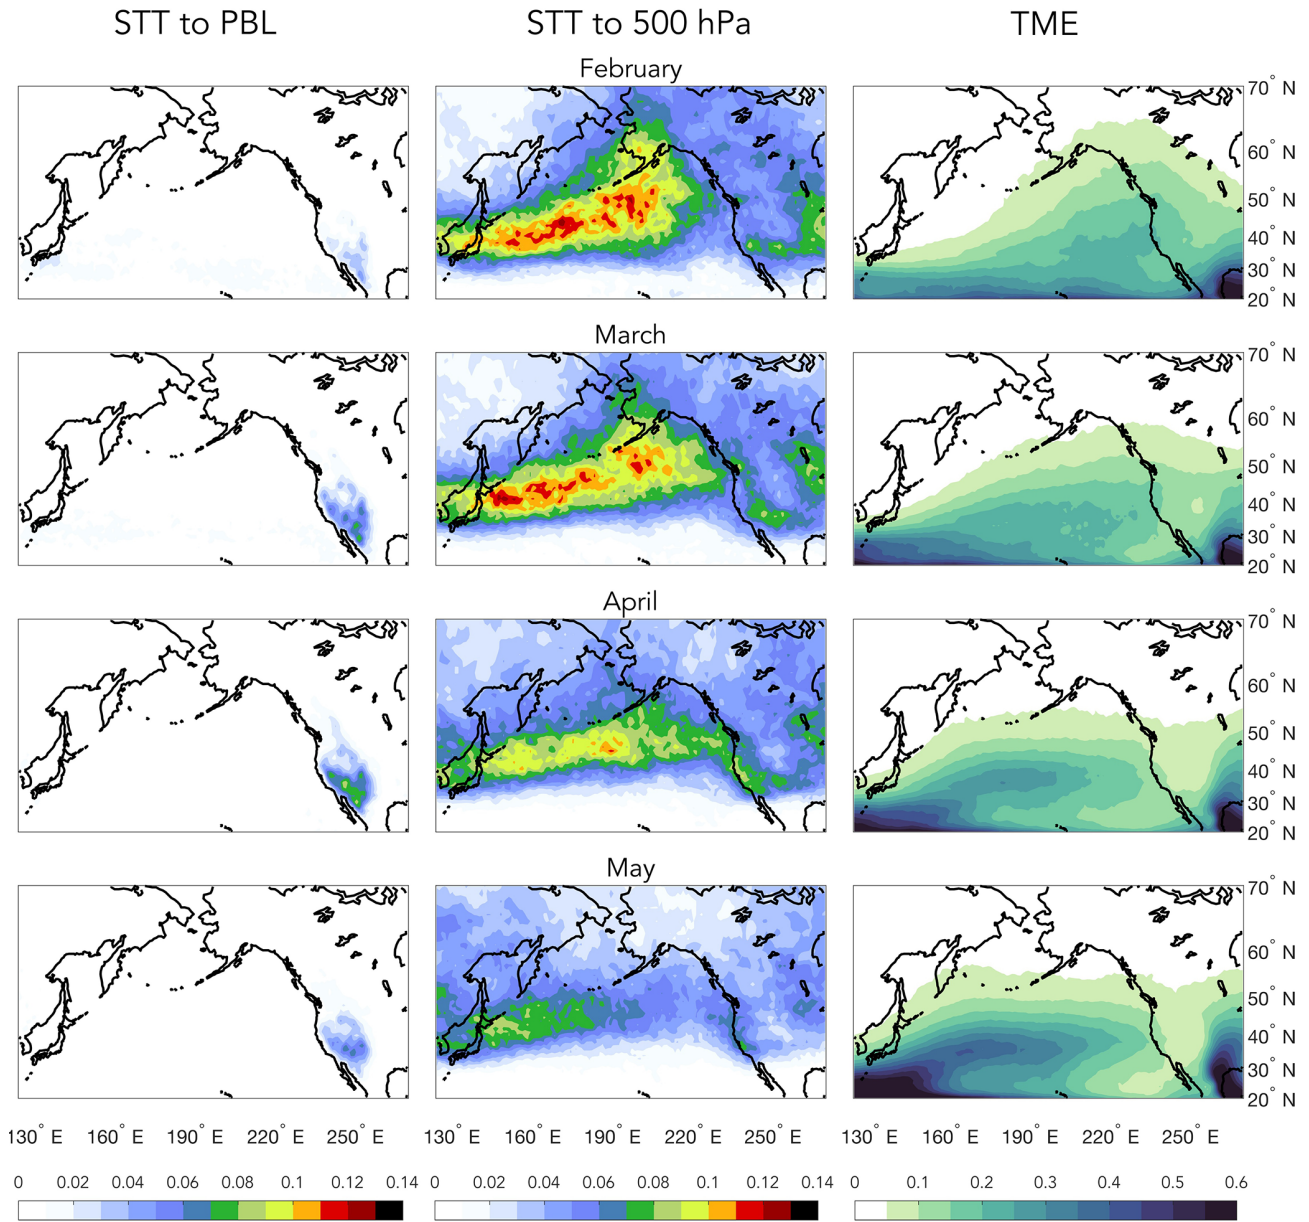 STT to PBL STT to 500 hPa TME
February
70° N
60° N
50° N
40° N
30° N
20° N
March
70° N
60° N
50° N
40° N
30° N
20° N
April
70° N
60° N
50° N
40° N
30° N
20° N
May
70° N
60° N
50° N
40° N
30° N
20° N
130° E 160° E 190° E 220° E 250° E 130° E 160° E 190° E 220° E 250° E 130° E 160° E 190° E 220° E 250° E
0 0.02 0.04 0.06 0.08 0.1 0.12 0.14 0 0.02 0.04 0.06 0.08 0.1 0.12 0.14 0 0.1 0.2 0.3 0.4 0.5 0.6